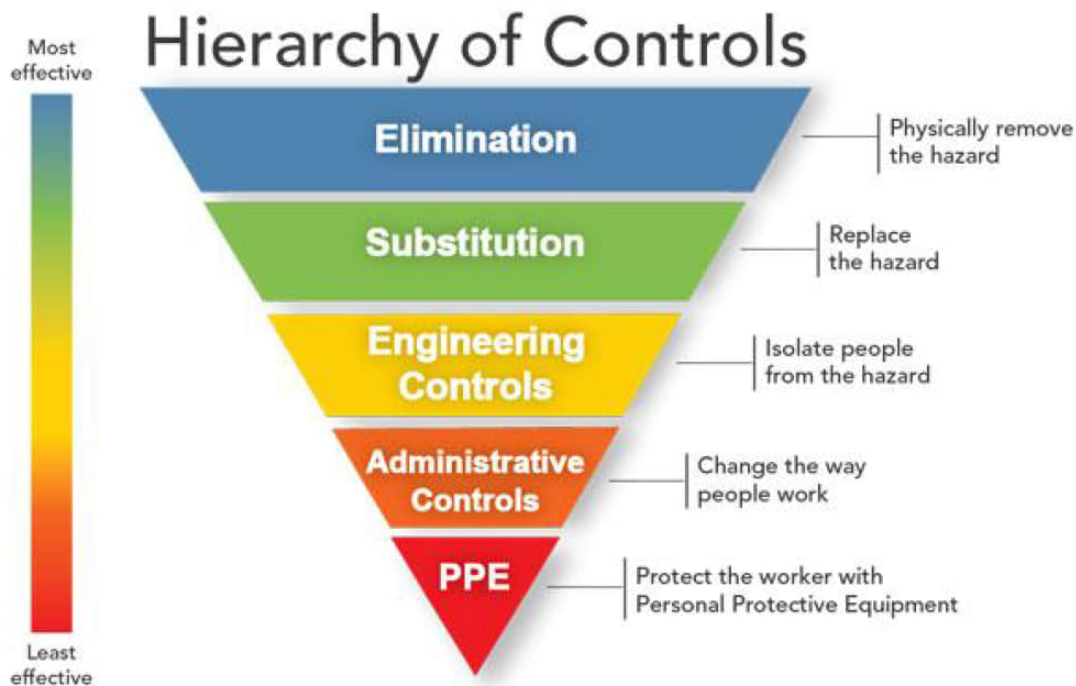 Hierarchy of Controls
Most
effective
Elimination
Physically remove
the hazard
Substitution
Replace
the hazard
Engineering
Controls
Isolate people
from the hazard
Administrative
Controls
Change the way
people work
PPE
Protect the worker with
Personal Protective Equipment
Least
effective